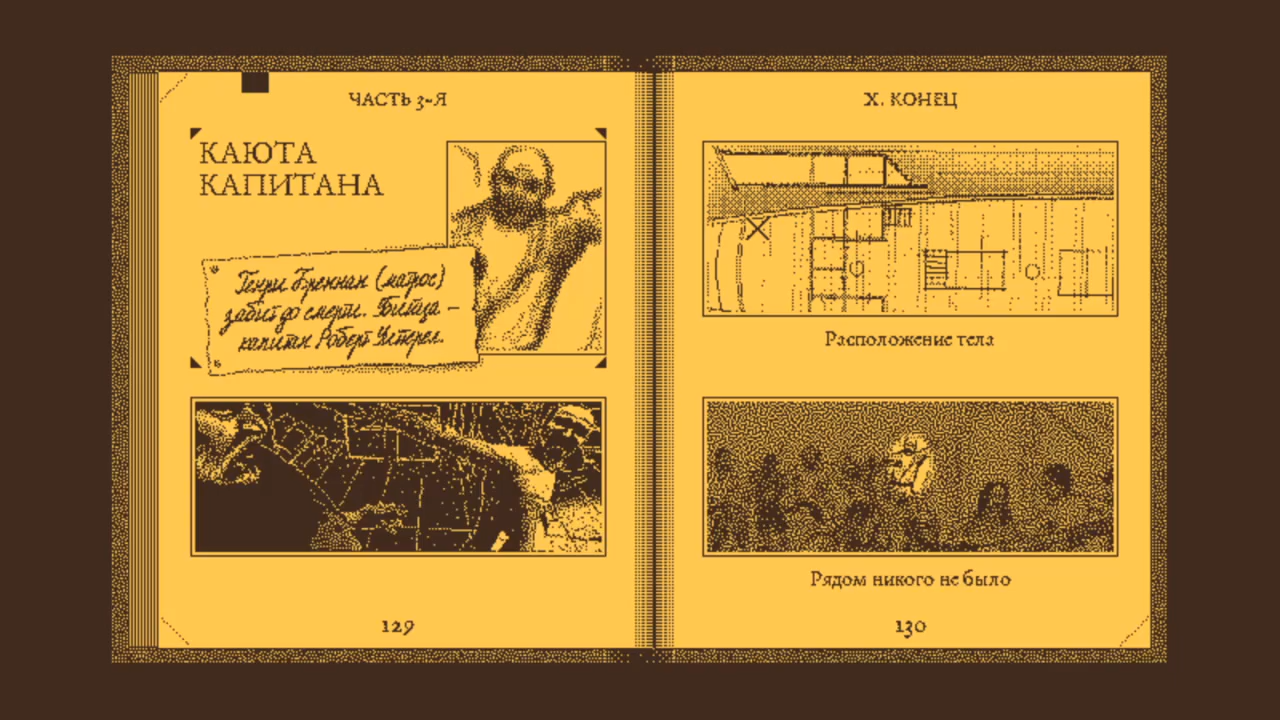 ЧАСТЬ 3-Я
КАЮТА
КАПИТАНА
Генри Бреннан (матрос)
забит до смерти. Убийца –
капитан Роберт Уитерел.
129
X. КОНЕЦ
Расположение тела
Рядом никого не было
130